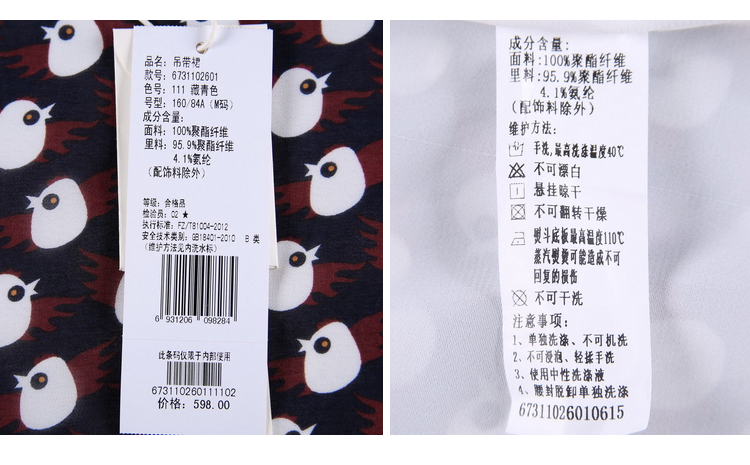 品名：吊带裙
款号：6731102601
色号：111 藏青色
号型：160/84A（M码）
成分含量：
面料：100%聚酯纤维
里料：95.9%聚酯纤维
4.1%氨纶
（配饰料除外）
等级：合格品
检验员：02 ★
执行标准：FZ/T81004-2012
安全技术类别：GB18401-2010 B 类
（维护方法见内洗水标）
6 931206 098284
此条码仅限于内部使用
673110260111102
价格：598.00
成分含量：
面料：100%聚酯纤维
里料：95.9%聚酯纤维
4.1%氨纶
（配饰料除外）
维护方法：
手洗,最高洗涤温度40℃
不可漂白
悬挂晾干
不可翻转干燥
熨斗底板最高温度110℃
蒸汽熨烫可能造成不可
回复的损伤
不可干洗
注意事项：
1、单独洗涤、不可机洗
2、不可浸泡、轻揉手洗
3、使用中性洗涤液
4、腰封脱卸单独洗涤
67311026010615